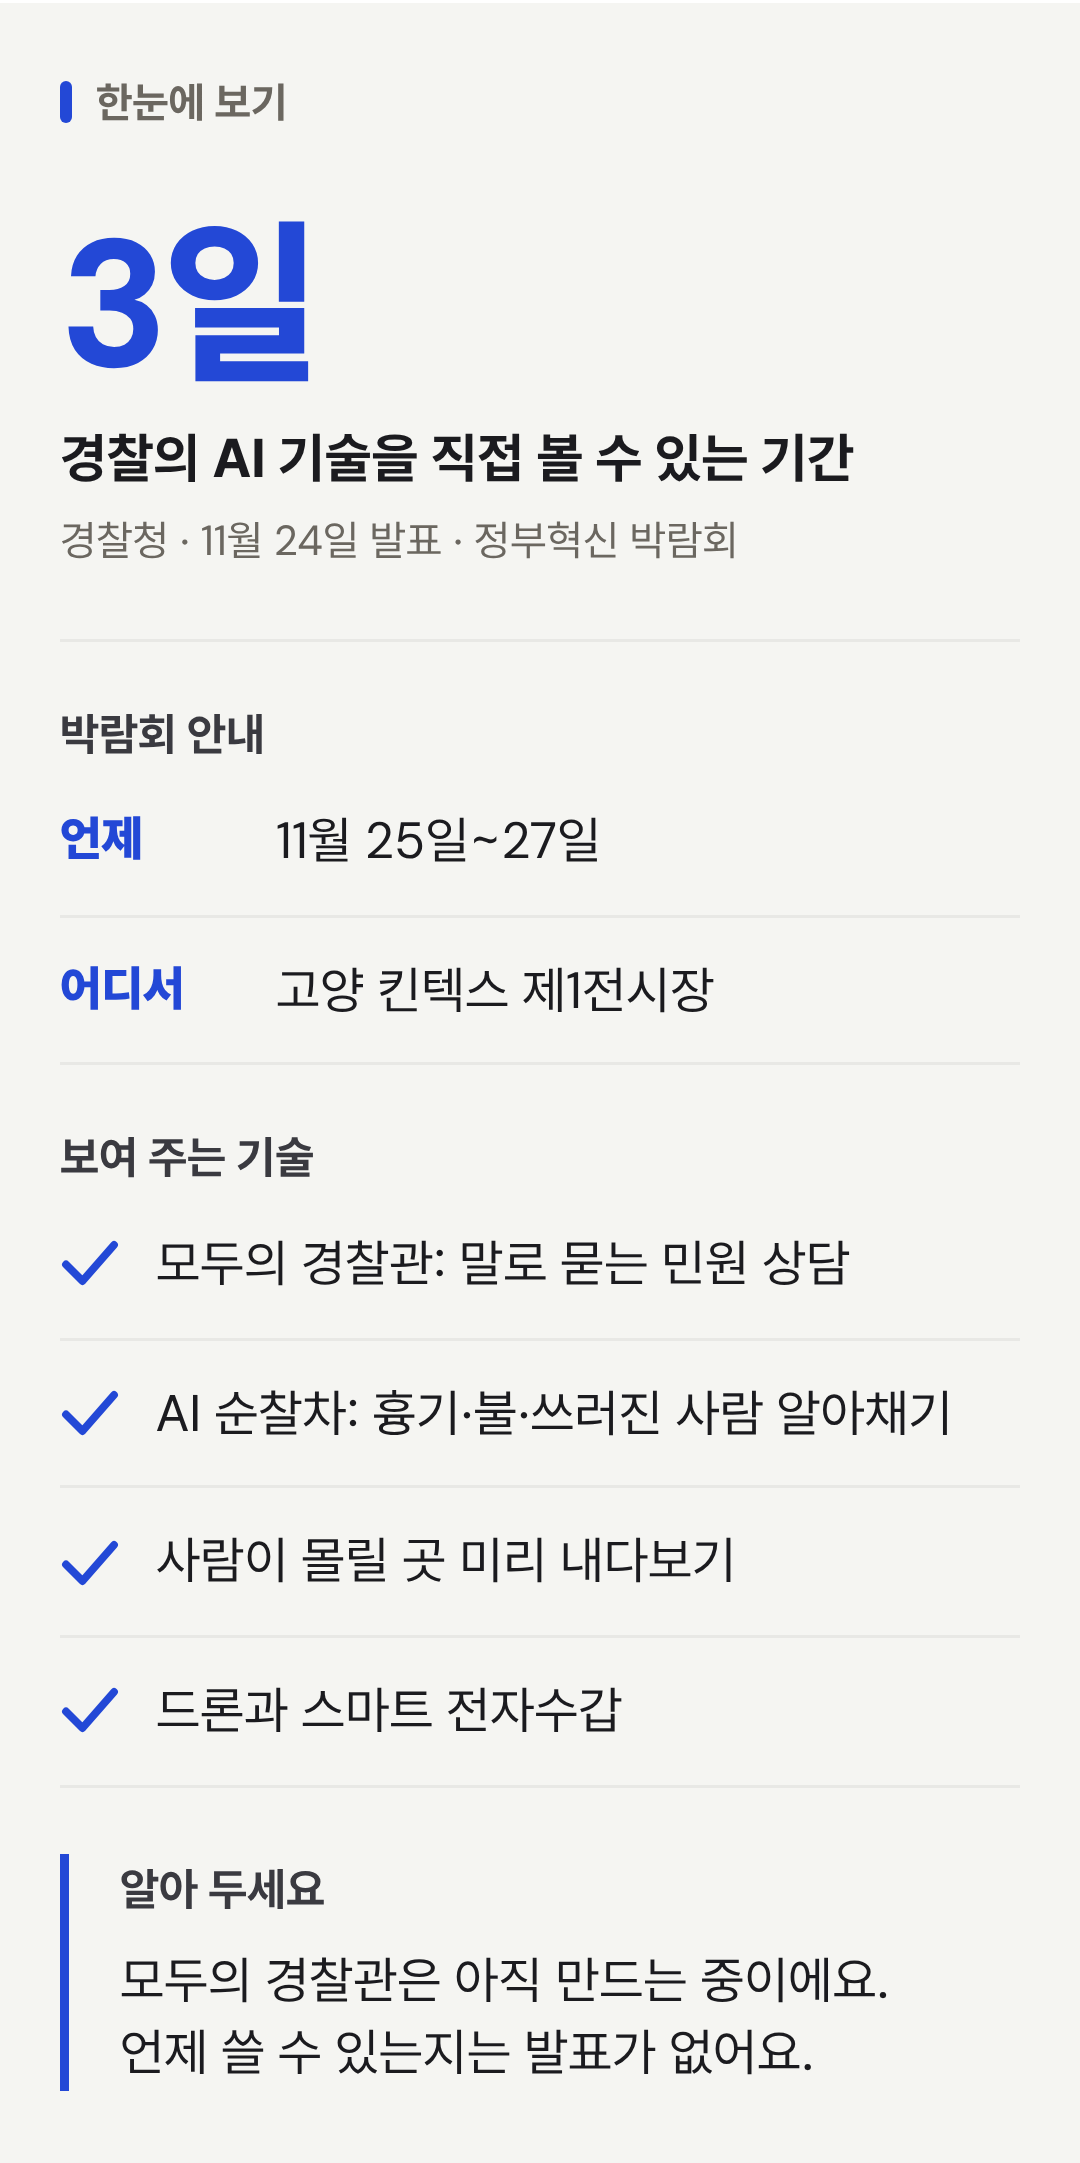 한눈에 보기
3일
경찰의 AI 기술을 직접 볼 수 있는 기간
경찰청 · 11월 24일 발표 · 정부혁신 박람회
박람회 안내
언제 11월 25일~27일
어디서 고양 킨텍스 제1전시장
보여 주는 기술
모두의 경찰관: 말로 묻는 민원 상담
AI 순찰차: 흉기·불·쓰러진 사람 알아채기
사람이 몰릴 곳 미리 내다보기
드론과 스마트 전자수갑
알아 두세요
모두의 경찰관은 아직 만드는 중이에요.
언제 쓸 수 있는지는 발표가 없어요.